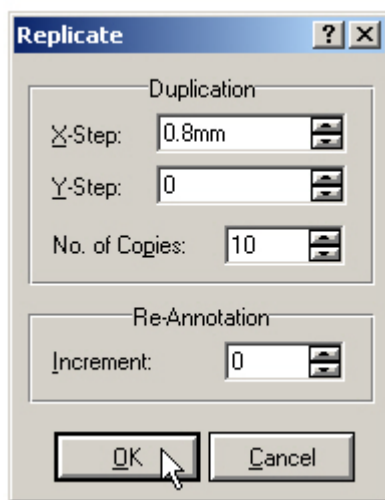 Replicate ? ×
Duplication
X-Step: 0.8mm
Y-Step: 0
No. of Copies: 10
Re-Annotation
Increment: 0
OK Cancel